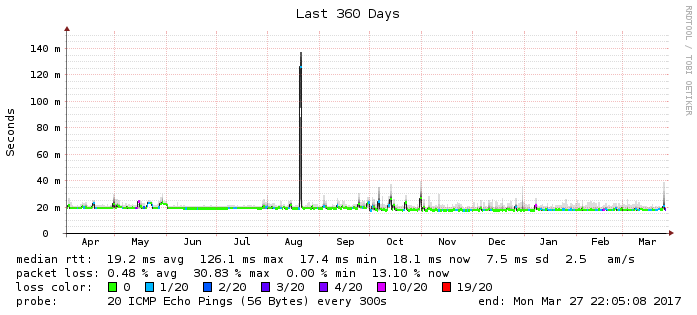 Last 360 Days
RRDTOOL / TOBI OETIKER
Seconds
140 m
120 m
100 m
80 m
60 m
40 m
20 m
0
Apr May Jun Jul Aug Sep Oct Nov Dec Jan Feb Mar
median rtt: 19.2 ms avg 126.1 ms max 17.4 ms min 18.1 ms now 7.5 ms sd 2.5 am/s
packet loss: 0.48 % avg 30.83 % max 0.00 % min 13.10 % now
loss color: 0 1/20 2/20 3/20 4/20 10/20 19/20
probe: 20 ICMP Echo Pings (56 Bytes) every 300s end: Mon Mar 27 22:05:08 2017